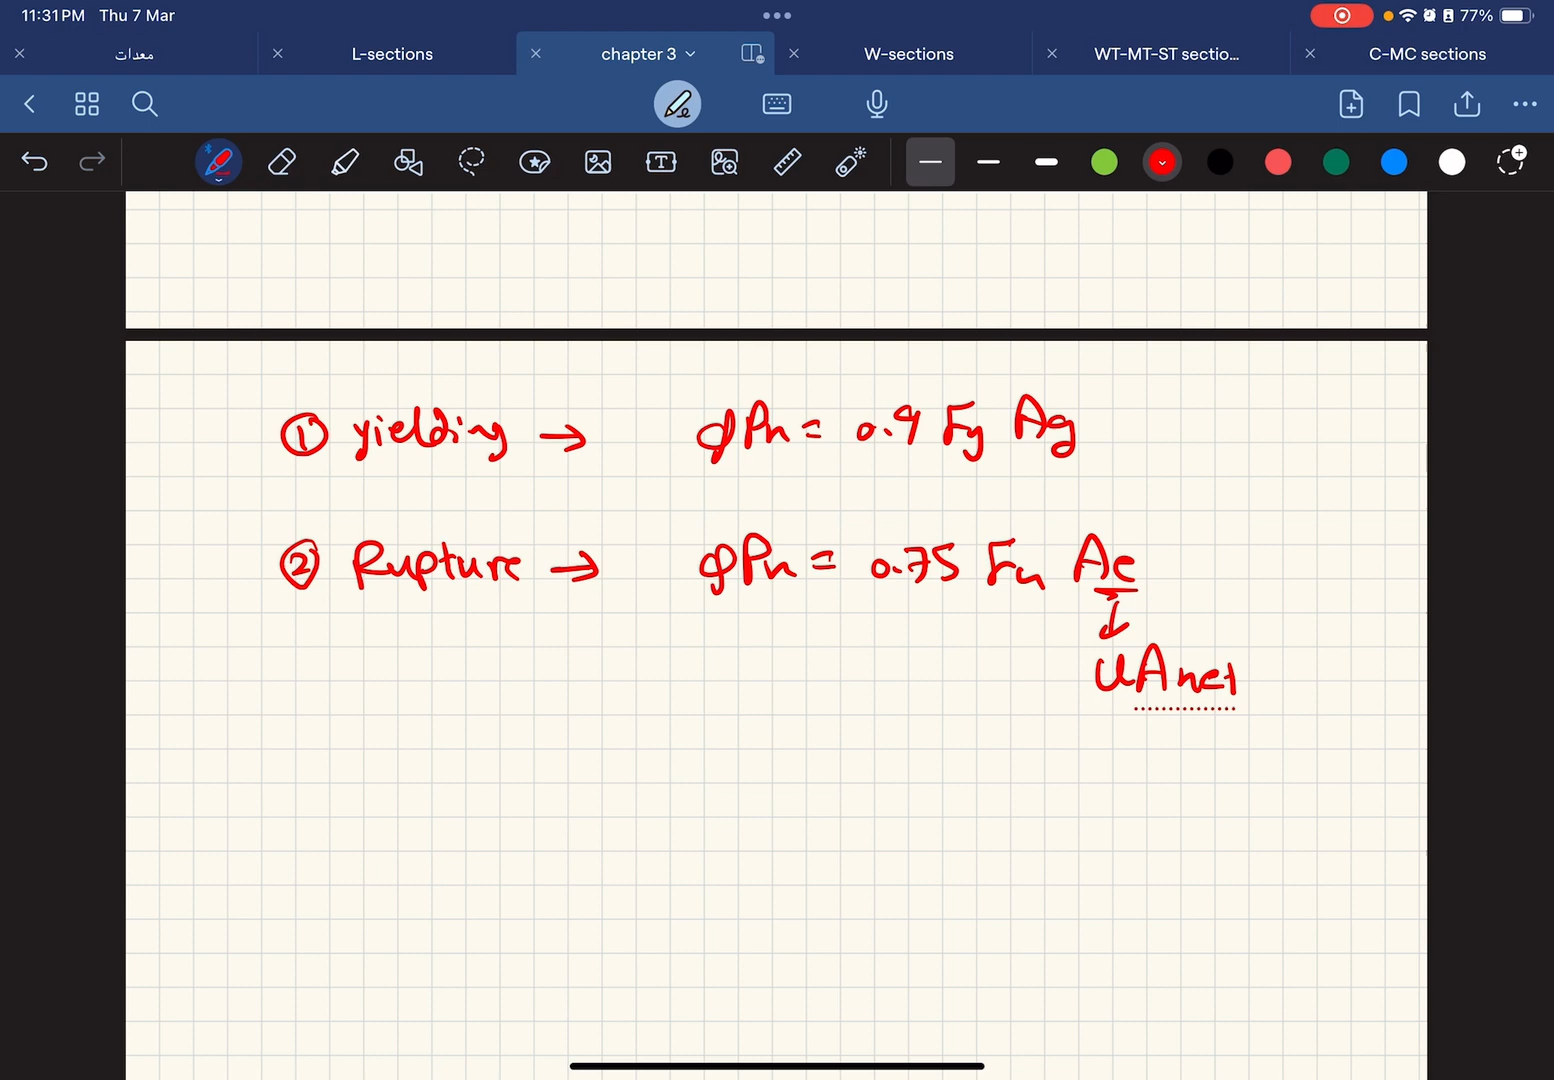 11:31 PM Thu 7 Mar
77%
معدات
L-sections
chapter 3
W-sections
WT-MT-ST sectio...
C-MC sections
① yielding → φPn = 0.9 Fy Ag
② Rupture → φPn = 0.75 Fu Ae
↓
U Anet